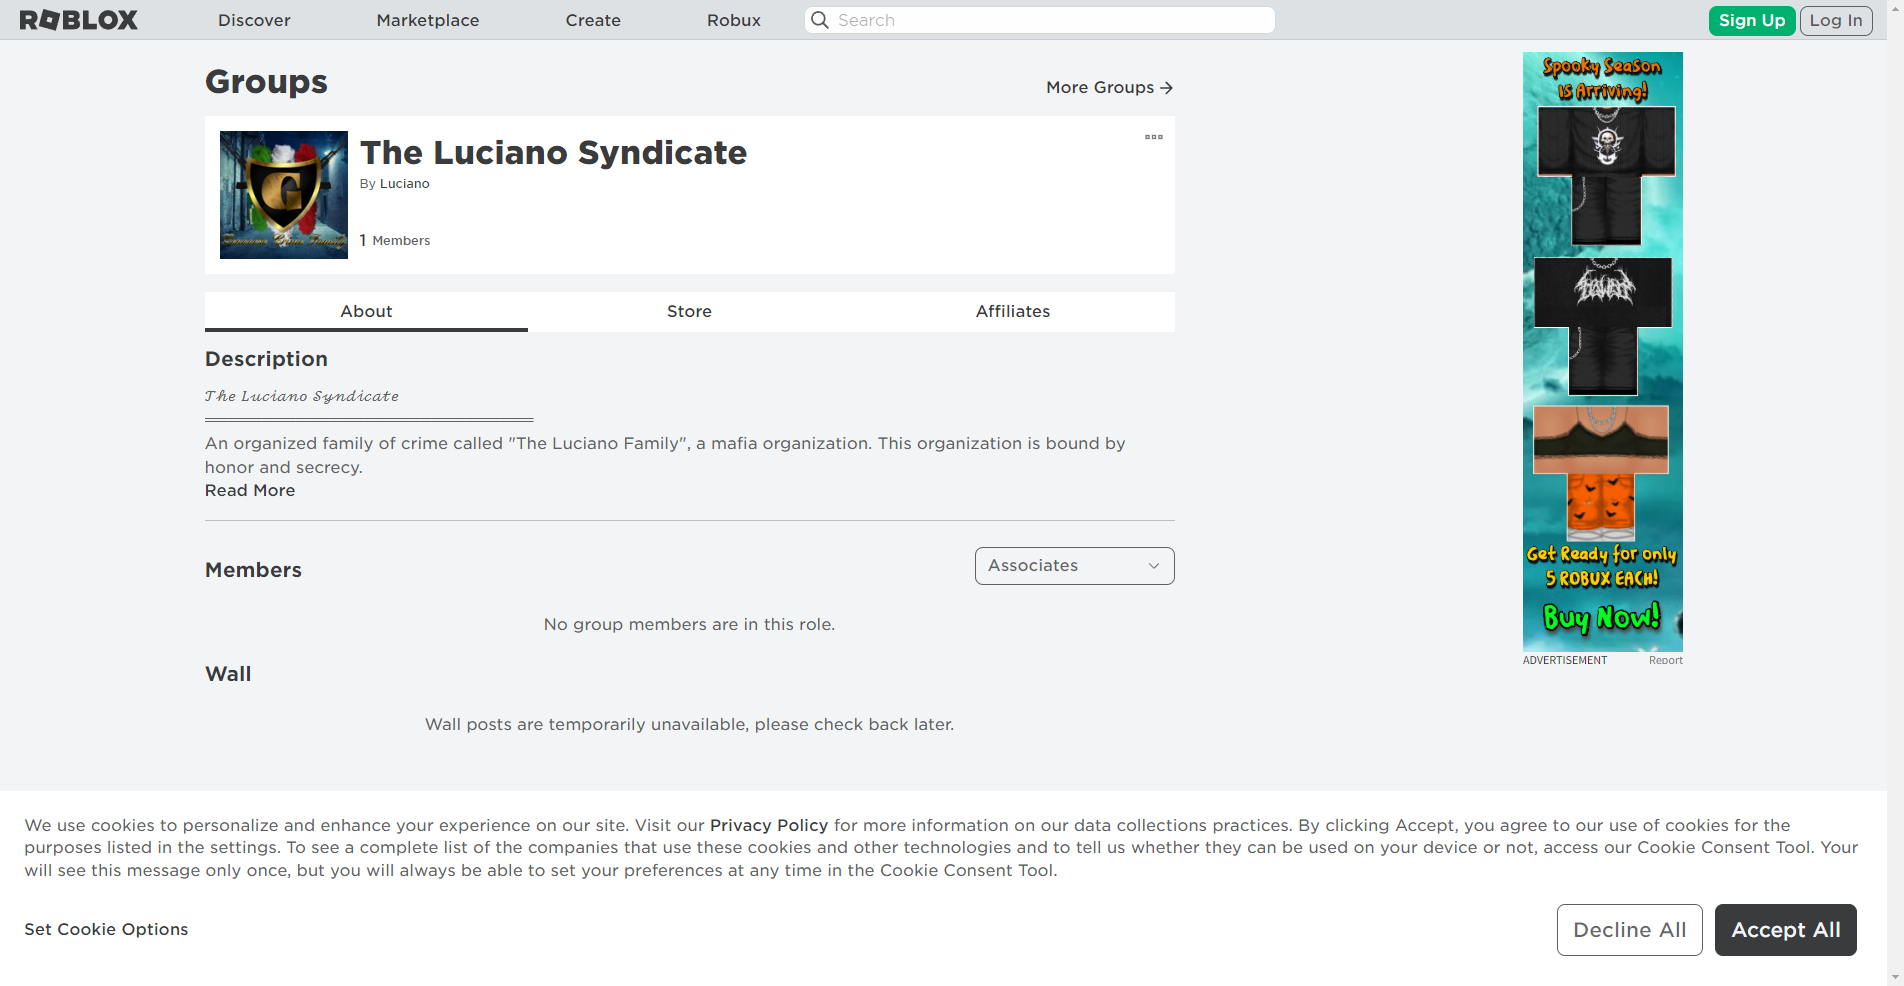 ROBLOX Discover Marketplace Create Robux Search Sign Up Log In
Groups
More Groups →
G
The Luciano Syndicate
By Luciano
1 Members
About Store Affiliates
Description
𝓣𝓱𝓮 𝓛𝓾𝓬𝓲𝓪𝓷𝓸 𝓢𝔂𝓷𝓭𝓲𝓬𝓪𝓽𝓮
An organized family of crime called "The Luciano Family", a mafia organization. This organization is bound by
honor and secrecy.
Read More
Members
Associates
No group members are in this role.
Wall
Wall posts are temporarily unavailable, please check back later.
Spooky Season
Is Arriving!
Get Ready for only
5 ROBUX EACH!
Buy Now!
ADVERTISEMENT Report
We use cookies to personalize and enhance your experience on our site. Visit our Privacy Policy for more information on our data collections practices. By clicking Accept, you agree to our use of cookies for the
purposes listed in the settings. To see a complete list of the companies that use these cookies and other technologies and to tell us whether they can be used on your device or not, access our Cookie Consent Tool. Your
will see this message only once, but you will always be able to set your preferences at any time in the Cookie Consent Tool.
Set Cookie Options
Decline All
Accept All